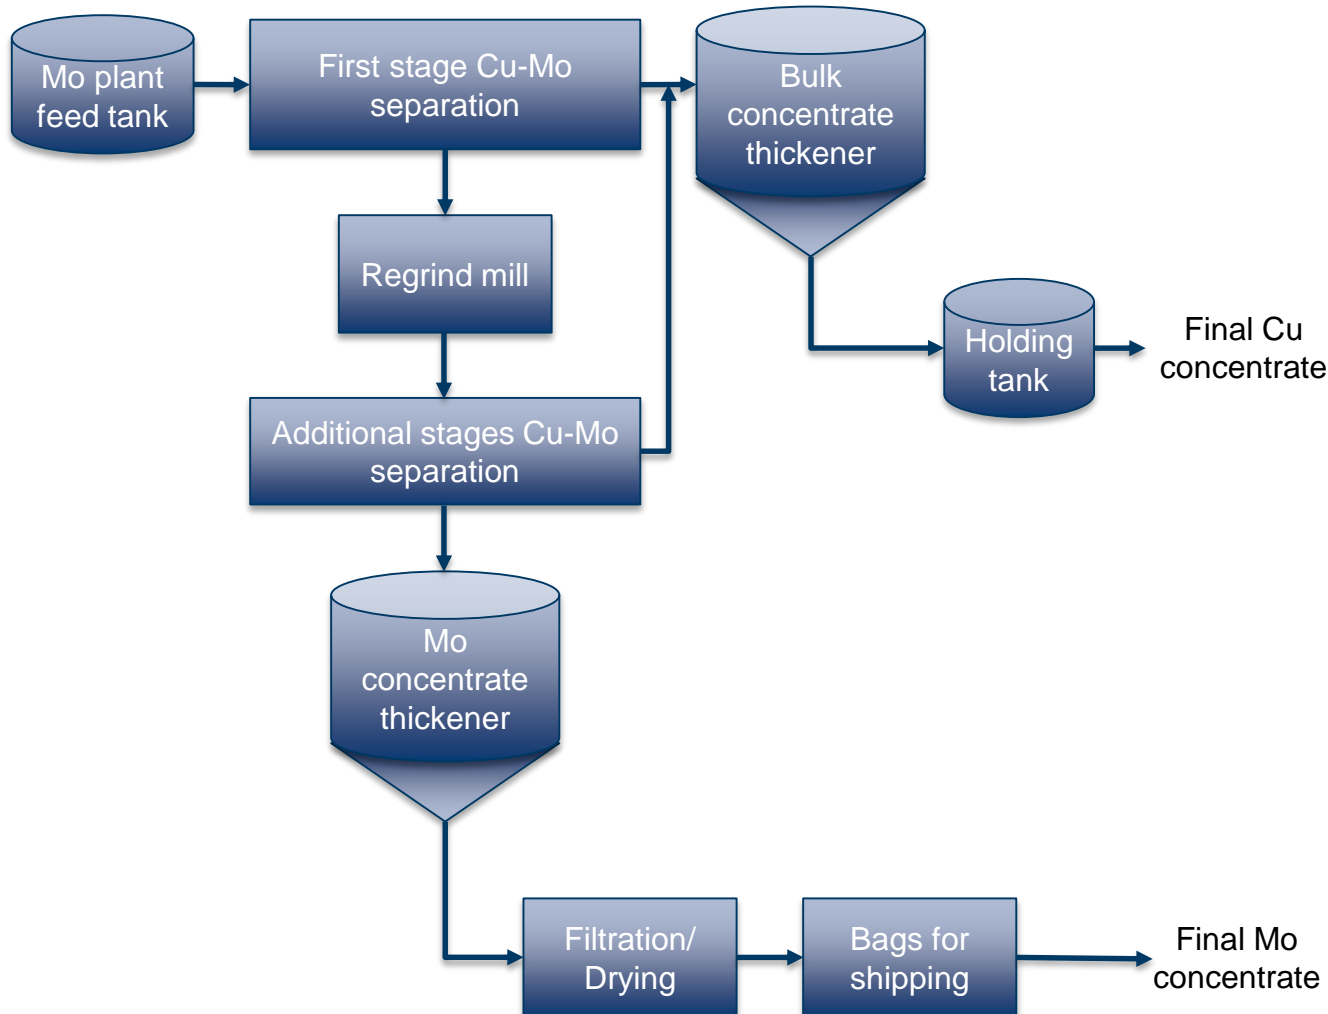 Mo plant
feed tank
First stage Cu-Mo
separation
Bulk
concentrate
thickener
Regrind mill
Holding
tank
Final Cu
concentrate
Additional stages Cu-Mo
separation
Mo
concentrate
thickener
Filtration/
Drying
Bags for
shipping
Final Mo
concentrate